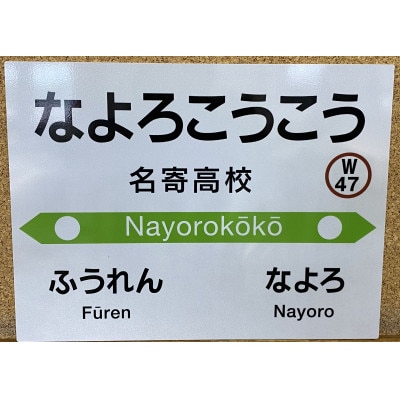 なよろこうこう
名寄高校
W
47
Nayorokōkō
ふうれん なよろ
Fūren Nayoro